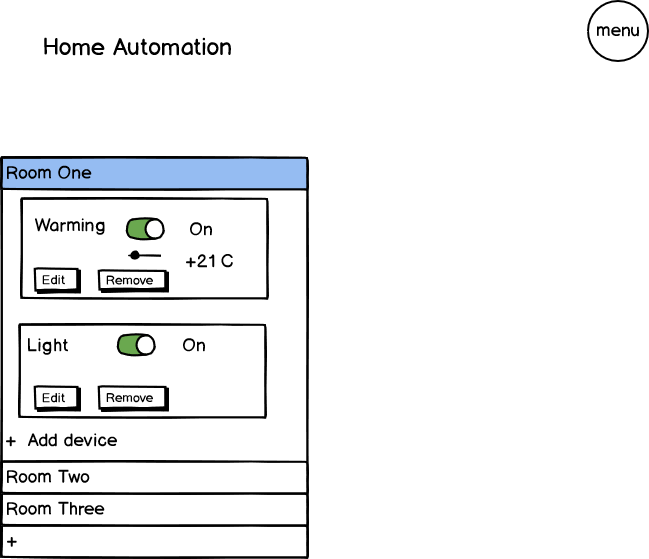 menu
Home Automation
Room One
Warming On
+21 C
Edit Remove
Light On
Edit Remove
+ Add device
Room Two
Room Three
+